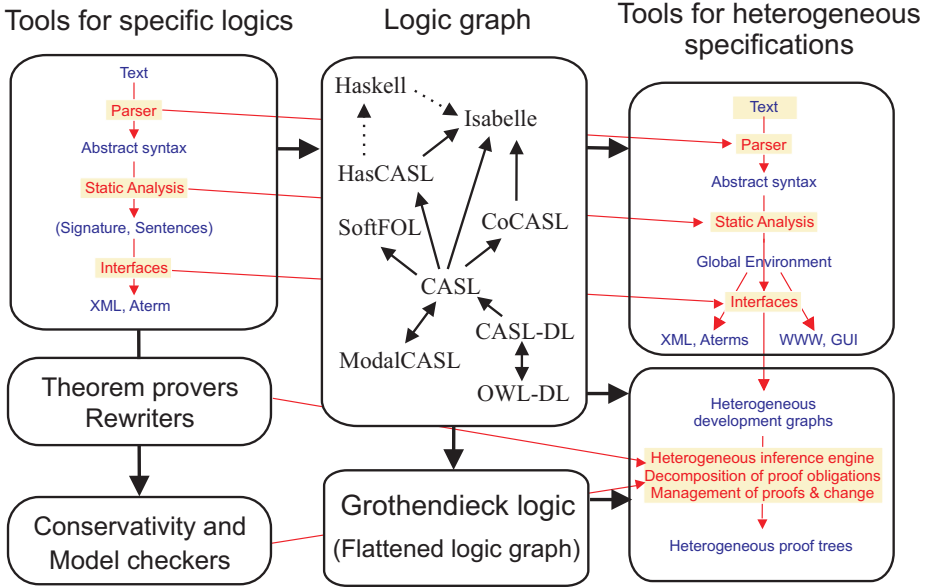 Tools for specific logics
Text
Parser
Abstract syntax
Static Analysis
(Signature, Sentences)
Interfaces
XML, Aterm
Theorem provers
Rewriters
Conservativity and
Model checkers
Logic graph
Haskell
Isabelle
HasCASL
SoftFOL
CoCASL
CASL
CASL-DL
ModalCASL
OWL-DL
Grothendieck logic
(Flattened logic graph)
Tools for heterogeneous
specifications
Text
Parser
Abstract syntax
Static Analysis
Global Environment
Interfaces
XML, Aterms
WWW, GUI
Heterogeneous
development graphs
Heterogeneous inference engine
Decomposition of proof obligations
Management of proofs & change
Heterogeneous proof trees